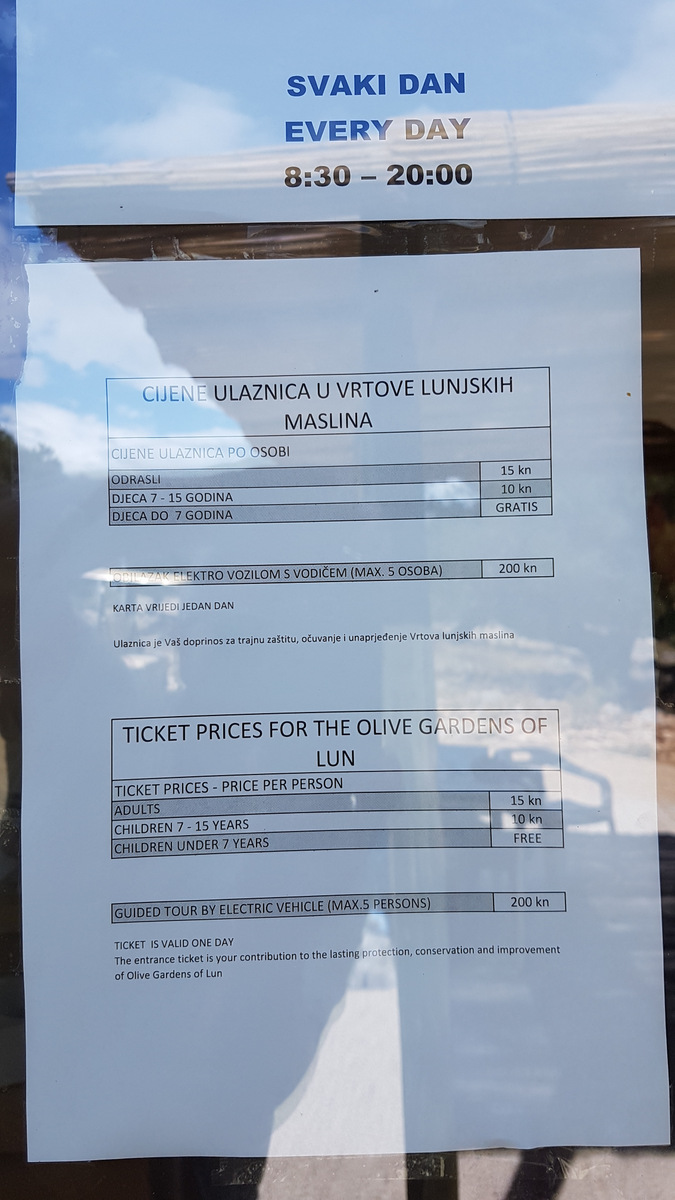 SVAKI DAN
EVERY DAY
8:30 – 20:00
CIJENE ULAZNICA U VRTOVE LUNJSKIH
MASLINA
CIJENE ULAZNICA PO OSOBI
ODRASLI 15 kn
DJECA 7 - 15 GODINA 10 kn
DJECA DO 7 GODINA GRATIS
OBILAZAK ELEKTRO VOZILOM S VODIČEM (MAX. 5 OSOBA) 200 kn
KARTA VRIJEDI JEDAN DAN
Ulaznica je Vaš doprinos za trajnu zaštitu, očuvanje i unaprjeđenje Vrtova lunjskih maslina
TICKET PRICES FOR THE OLIVE GARDENS OF
LUN
TICKET PRICES - PRICE PER PERSON
ADULTS 15 kn
CHILDREN 7 - 15 YEARS 10 kn
CHILDREN UNDER 7 YEARS FREE
GUIDED TOUR BY ELECTRIC VEHICLE (MAX.5 PERSONS) 200 kn
TICKET IS VALID ONE DAY
The entrance ticket is your contribution to the lasting protection, conservation and improvement
of Olive Gardens of Lun